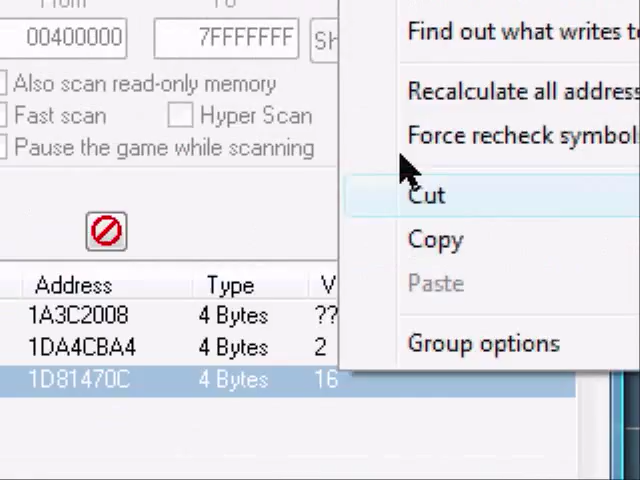 From To
00400000 7FFFFFFF
Also scan read-only memory
Fast scan Hyper Scan
Pause the game while scanning
Find out what writes
Recalculate all
Force recheck
Cut
Copy
Paste
Group options
Address Type
1A3C2008 4 Bytes ??
1DA4CBA4 4 Bytes 2
1D81470C 4 Bytes 16